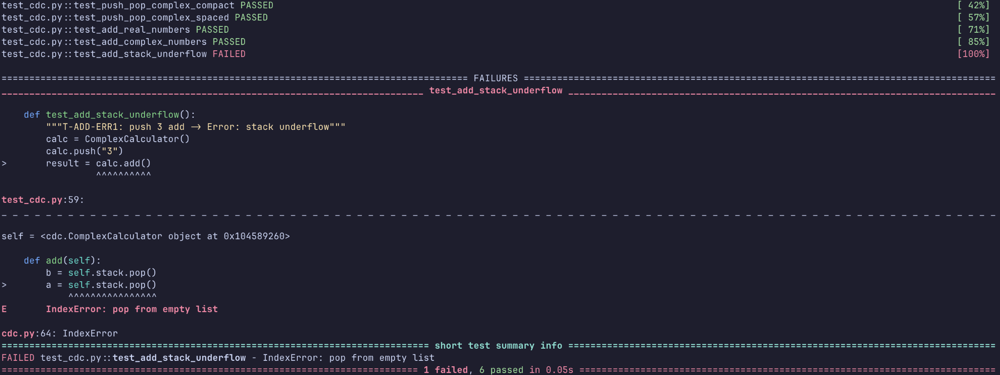 test_cdc.py::test_push_pop_complex_compact PASSED [ 42%]
test_cdc.py::test_push_pop_complex_spaced PASSED [ 57%]
test_cdc.py::test_add_real_numbers PASSED [ 71%]
test_cdc.py::test_add_complex_numbers PASSED [ 85%]
test_cdc.py::test_add_stack_underflow FAILED [100%]
==================================================================================== FAILURES =====================================================================================
____________________________________________________________________________ test_add_stack_underflow _____________________________________________________________________________
    def test_add_stack_underflow():
        """T-ADD-ERR1: push 3 add -> Error: stack underflow"""
        calc = ComplexCalculator()
        calc.push("3")
>       result = calc.add()
                 ^^^^^^^^^^
test_cdc.py:59:
_ _ _ _ _ _ _ _ _ _ _ _ _ _ _ _ _ _ _ _ _ _ _ _ _ _ _ _ _ _ _ _ _ _ _ _ _ _ _ _ _ _ _ _ _ _ _ _ _ _ _ _ _ _ _ _ _ _ _ _ _ _ _ _ _ _ _ _ _ _ _ _ _ _ _ _ _ _ _ _ _ _ _ _ _ _ _ _ _ _
self = <cdc.ComplexCalculator object at 0x104589260>
    def add(self):
        b = self.stack.pop()
>       a = self.stack.pop()
            ^^^^^^^^^^^^^^^^
E       IndexError: pop from empty list
cdc.py:64: IndexError
============================================================================= short test summary info =============================================================================
FAILED test_cdc.py::test_add_stack_underflow - IndexError: pop from empty list
=========================================================================== 1 failed, 6 passed in 0.05s ===========================================================================